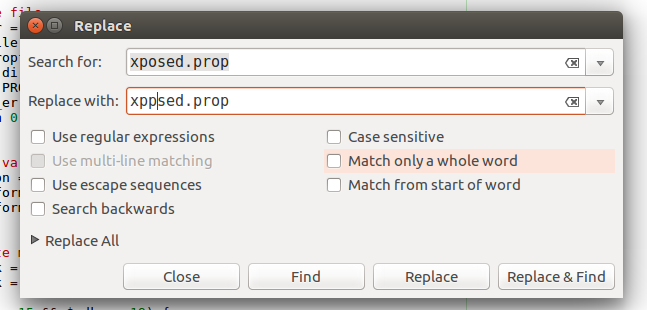 e file
Replace
Search for: xposed.prop
Replace with: xppsed.prop
Use regular expressions Case sensitive
Use multi-line matching Match only a whole word
Use escape sequences Match from start of word
Search backwards
Replace All
Close Find Replace Replace & Find